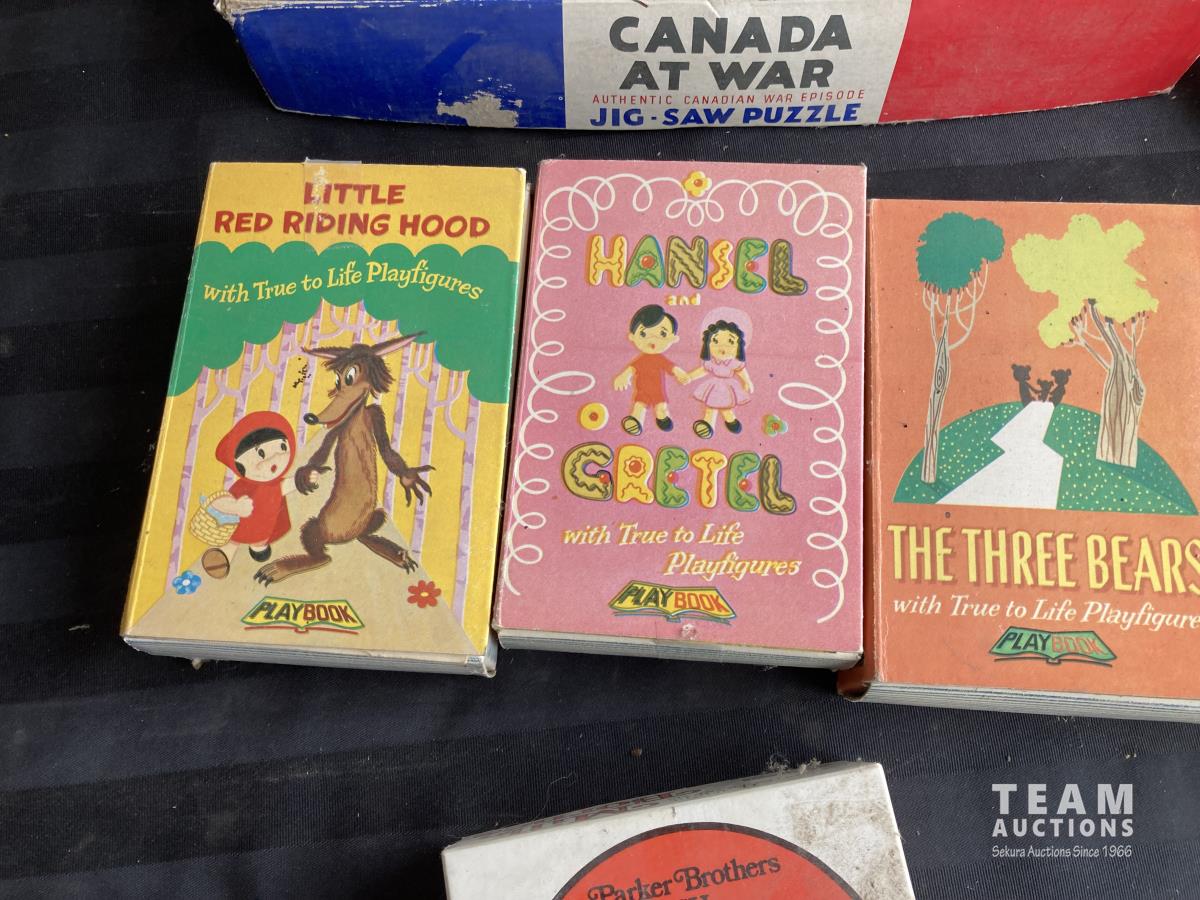 CANADA
AT WAR
AUTHENTIC CANADIAN WAR EPISODE
JIG-SAW PUZZLE
LITTLE
RED RIDING HOOD
with True to Life Playfigures
PLAYBOOK
HANSEL
and
GRETEL
with True to Life
Playfigures
PLAYBOOK
THE THREE BEARS
with True to Life Playfigure
PLAYBOOK
Parker Brothers
TEAM
AUCTIONS
Sekura Auctions Since 1966